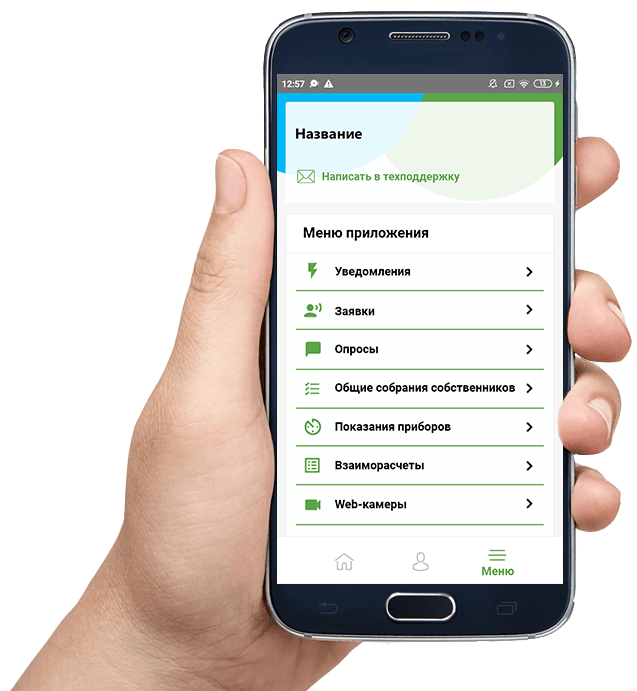 12:57
15
Название
Написать в техподдержку
Меню приложения
Уведомления
Заявки
Опросы
Общие собрания собственников
Показания приборов
Взаиморасчеты
Web-камеры
Меню